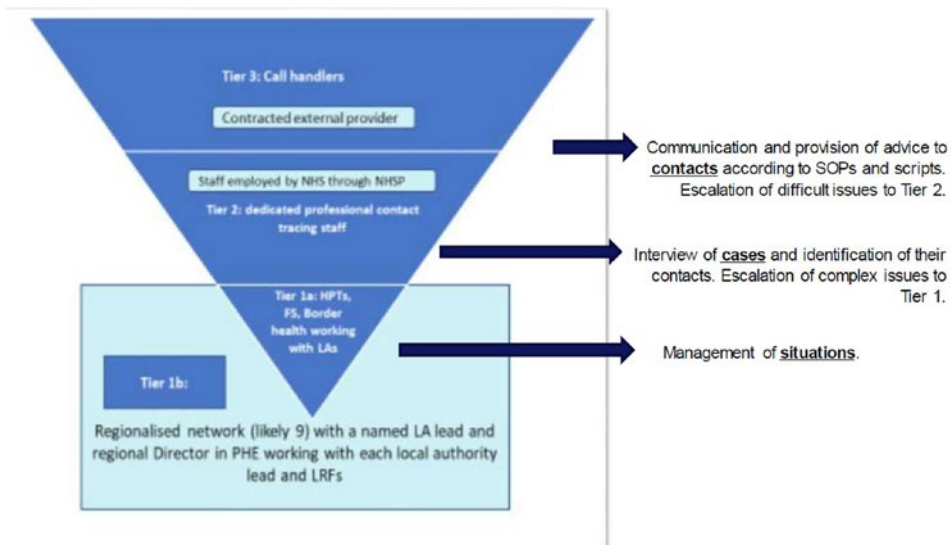 Tier 3: Call handlers
Contracted external provider
Communication and provision of advice to
contacts according to SOPs and scripts.
Escalation of difficult issues to Tier 2.
Staff employed by NHS through NHSP
Tier 2: dedicated professional contact
tracing staff
Interview of cases and identification of their
contacts. Escalation of complex issues to
Tier 1.
Tier 1a: HPTs,
FS, Border
health working
with LAs
Management of situations.
Tier 1b:
Regionalised network (likely 9) with a named LA lead and
regional Director in PHE working with each local authority
lead and LRFs